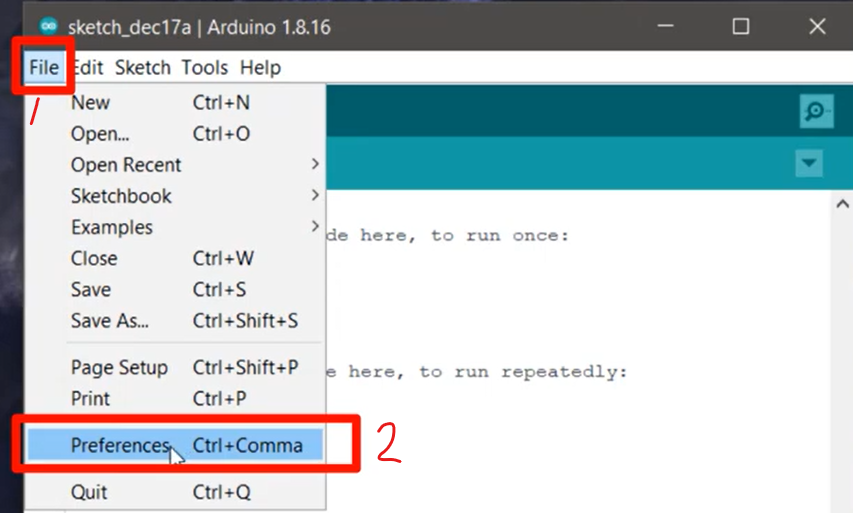 sketch_dec17a | Arduino 1.8.16
File Edit Sketch Tools Help
1
New Ctrl+N
Open... Ctrl+O
Open Recent
Sketchbook
Examples
de here, to run once:
Close Ctrl+W
Save Ctrl+S
Save As... Ctrl+Shift+S
Page Setup Ctrl+Shift+P
e here, to run repeatedly:
Print Ctrl+P
Preferences Ctrl+Comma
2
Quit Ctrl+Q